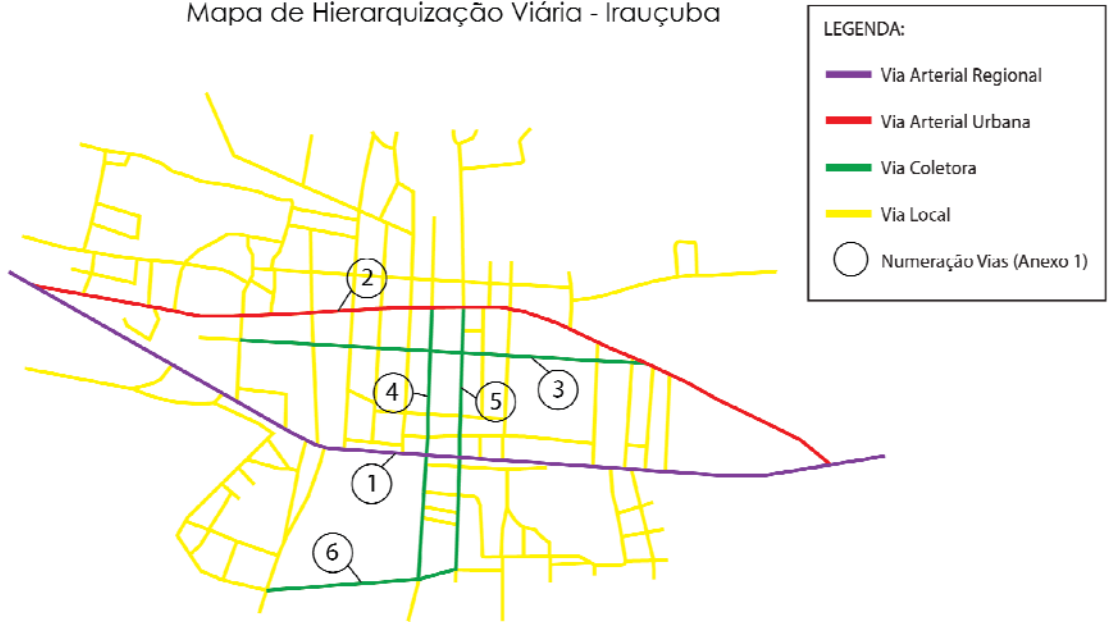 Mapa de Hierarquização Viária - Irauçuba
LEGENDA:
Via Arterial Regional
Via Arterial Urbana
Via Coletora
Via Local
Numeração Vias (Anexo 1)
2
4
5
3
1
6